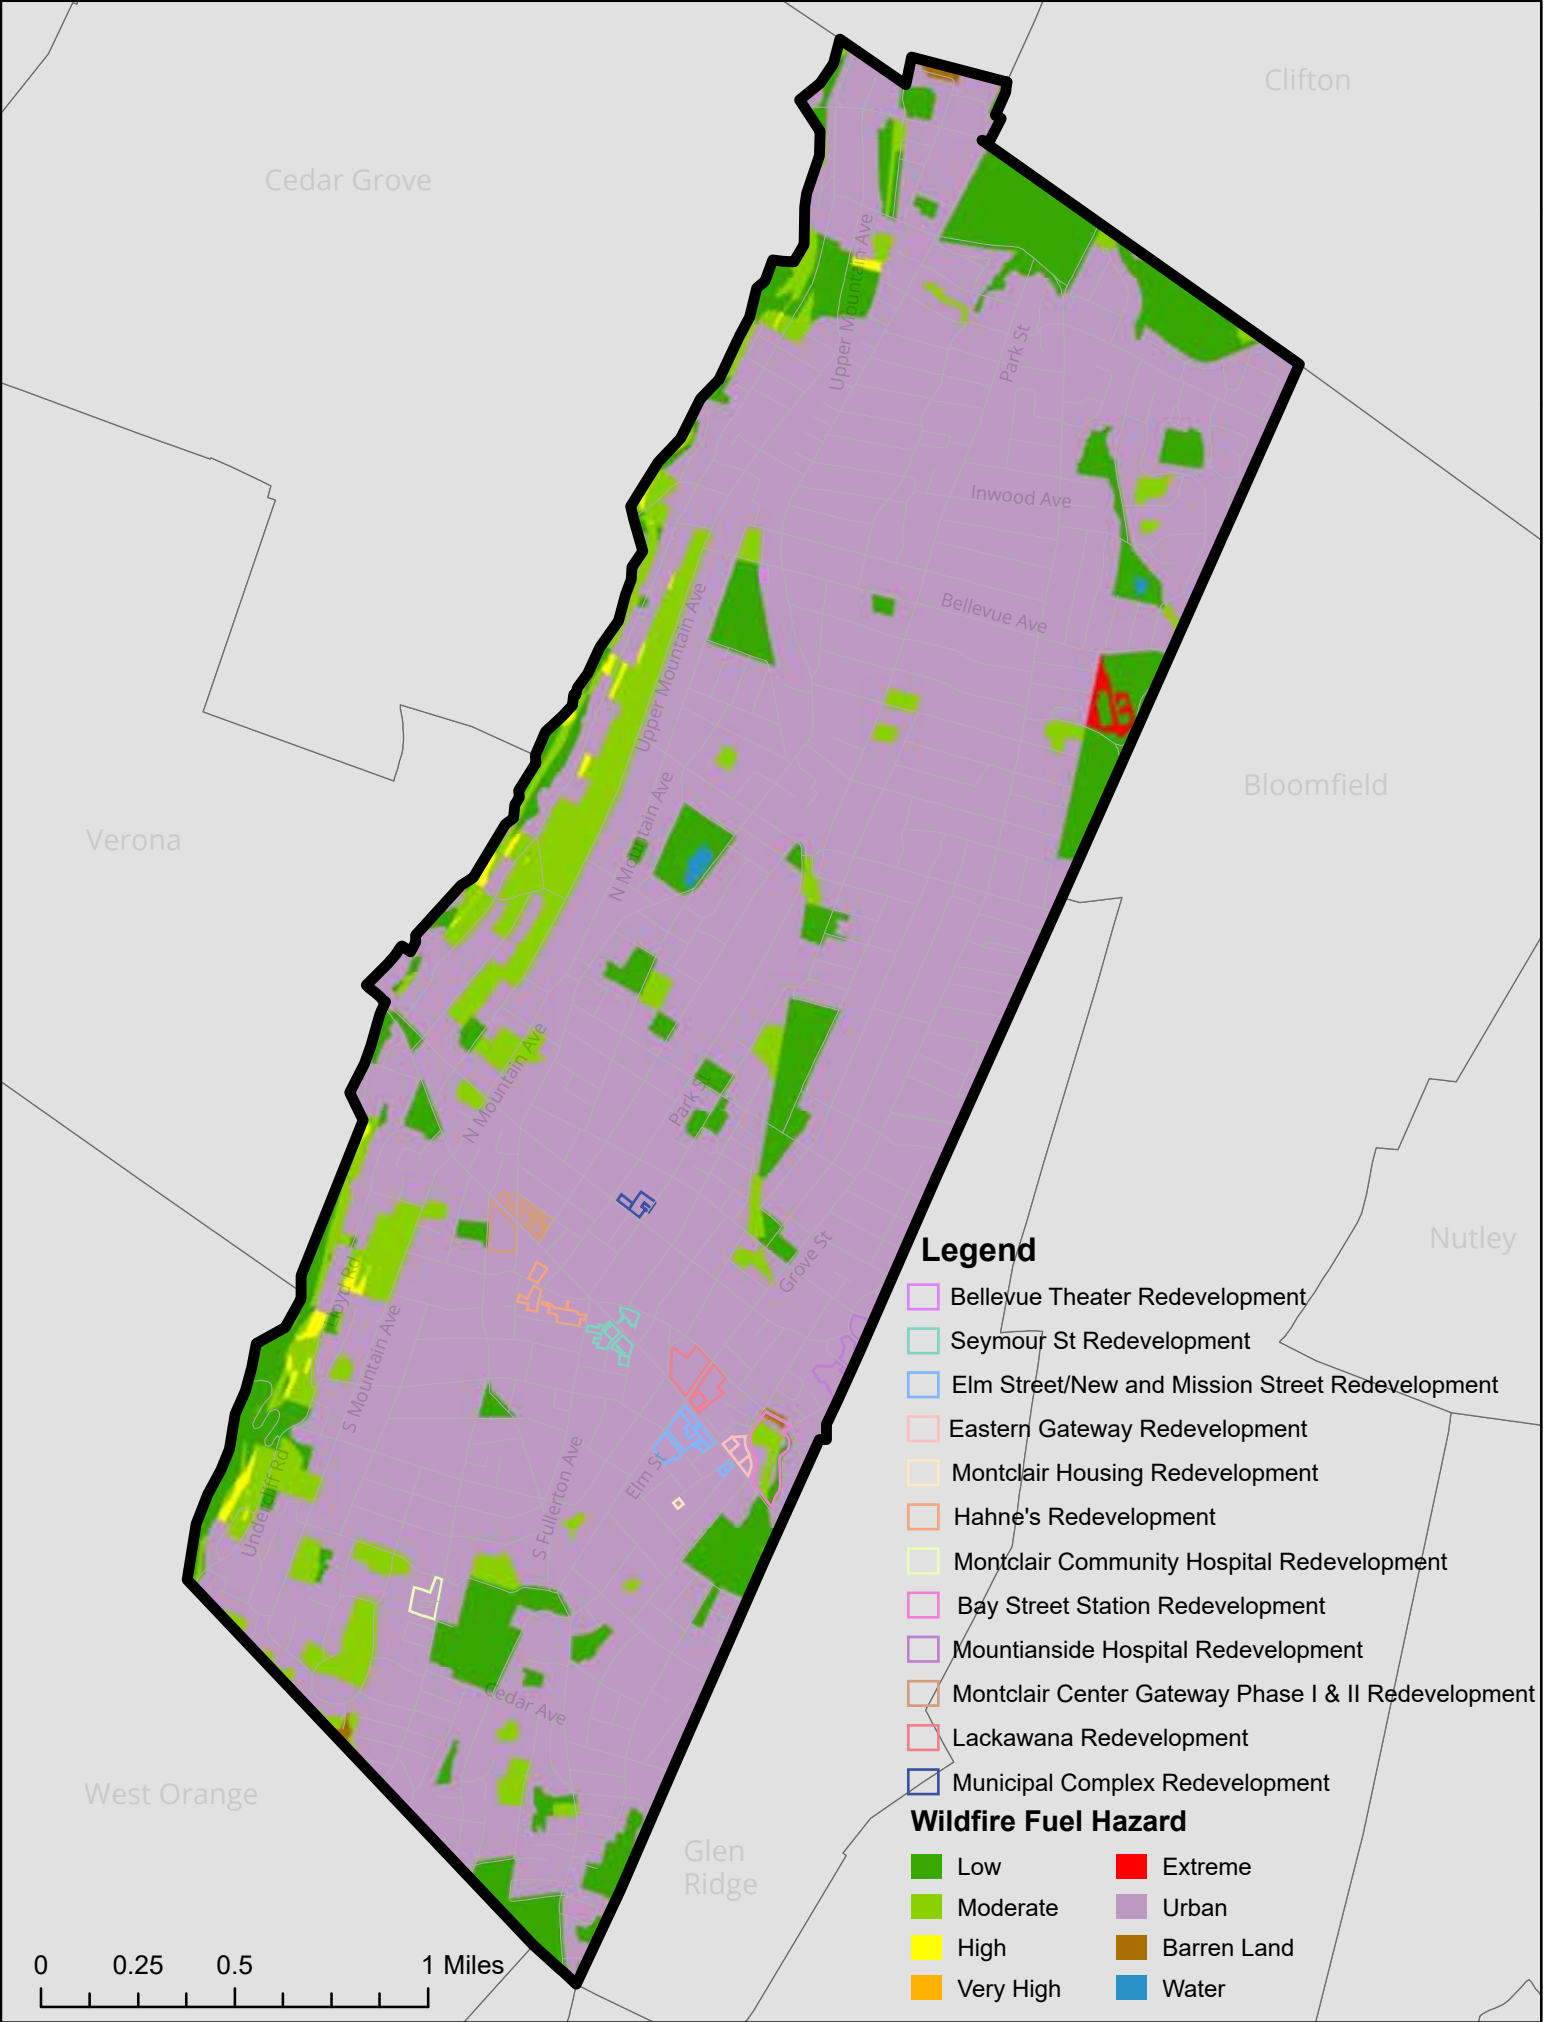 Clifton
Cedar Grove
Upper Mountain Ave
Park St
Inwood Ave
Bellevue Ave
Upper Mountain Ave
Bloomfield
N Mountain Ave
Verona
N Mountain Ave
Park St
Grove St
Nutley
Lloyd Rd
S Mountain Ave
Undercliff Rd
S Fullerton Ave
Elm St
Cedar Ave
West Orange
Glen
Ridge
Legend
Bellevue Theater Redevelopment
Seymour St Redevelopment
Elm Street/New and Mission Street Redevelopment
Eastern Gateway Redevelopment
Montclair Housing Redevelopment
Hahne's Redevelopment
Montclair Community Hospital Redevelopment
Bay Street Station Redevelopment
Mountianside Hospital Redevelopment
Montclair Center Gateway Phase I & II Redevelopment
Lackawana Redevelopment
Municipal Complex Redevelopment
Wildfire Fuel Hazard
Low
Moderate
High
Very High
Extreme
Urban
Barren Land
Water
0 0.25 0.5 1 Miles